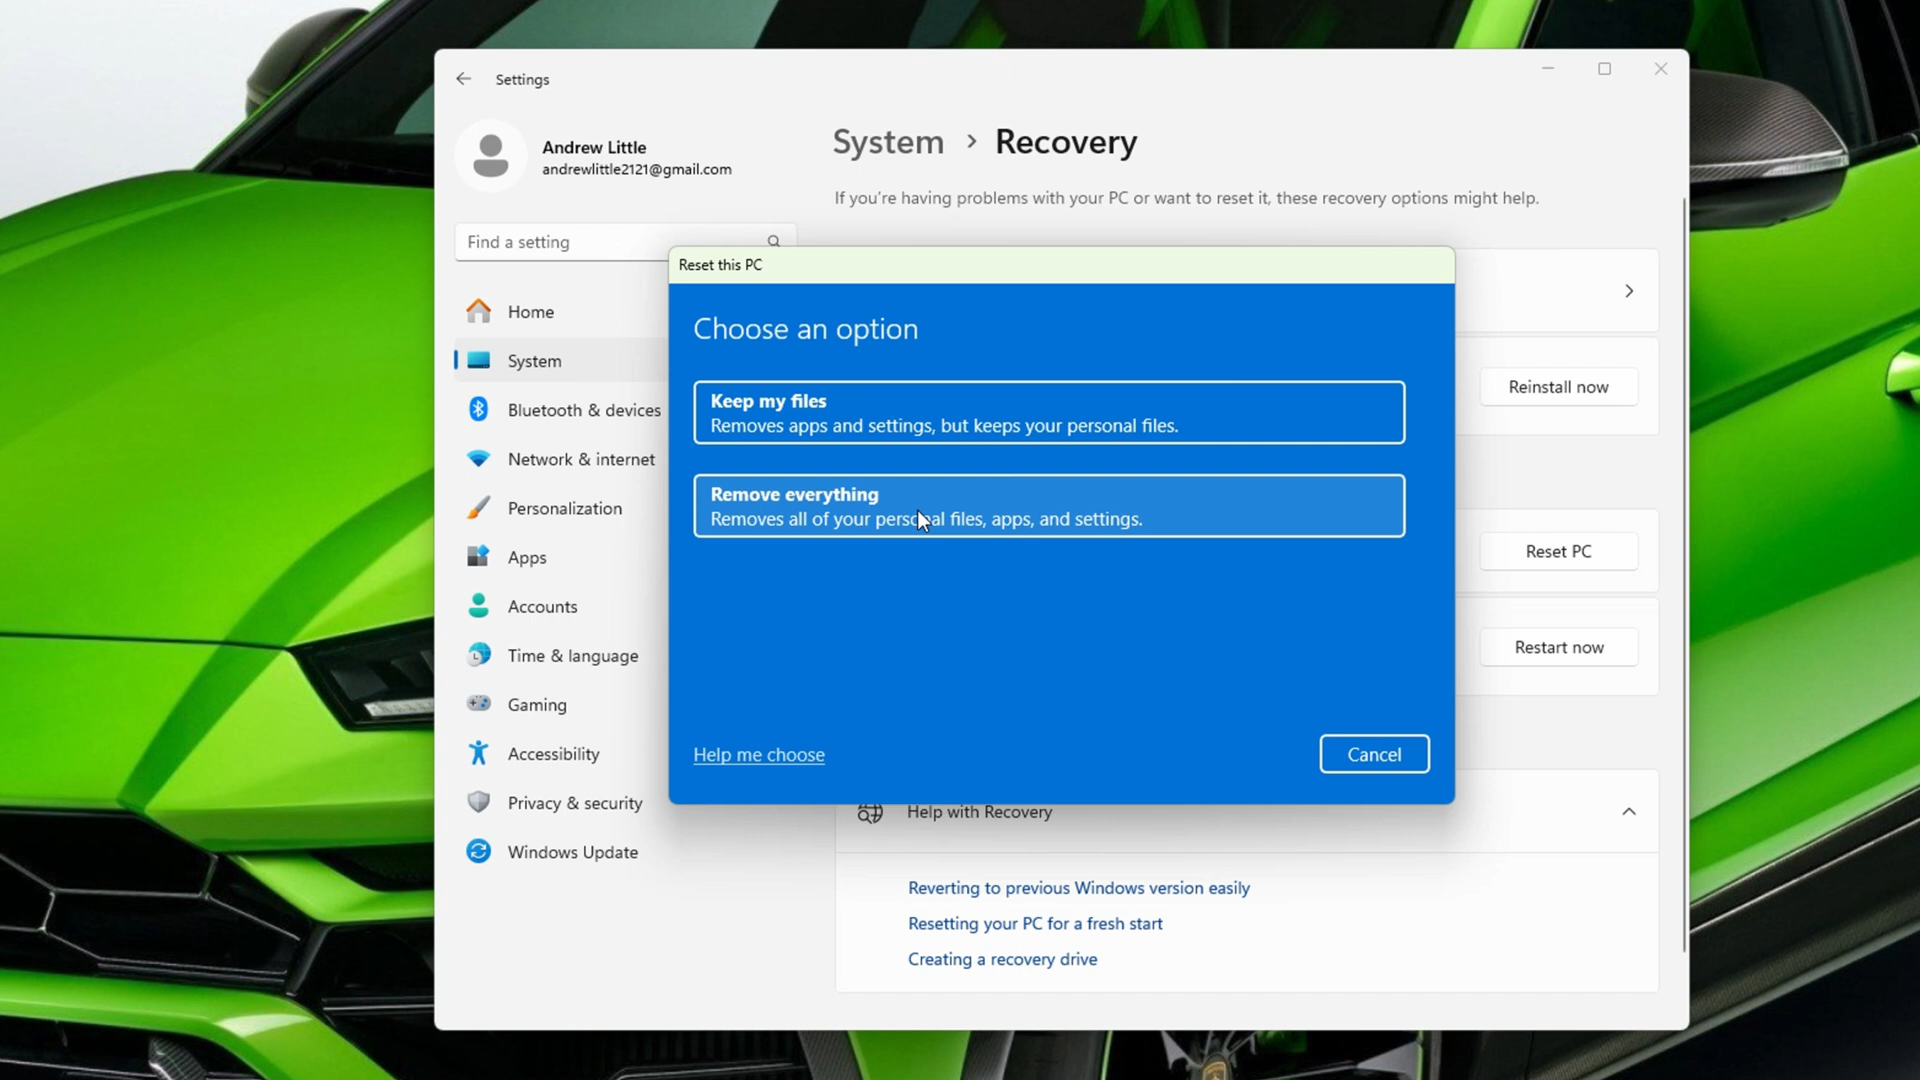 Settings
Andrew Little
andrewlittle2121@gmail.com
Find a setting
Home
System
Bluetooth & devices
Network & internet
Personalization
Apps
Accounts
Time & language
Gaming
Accessibility
Privacy & security
Windows Update
System > Recovery
If you're having problems with your PC or want to reset it, these recovery options might help.
Reset this PC
Choose an option
Keep my files
Removes apps and settings, but keeps your personal files.
Remove everything
Removes all of your personal files, apps, and settings.
Help me choose
Cancel
Reinstall now
Reset PC
Restart now
Help with Recovery
Reverting to previous Windows version easily
Resetting your PC for a fresh start
Creating a recovery drive